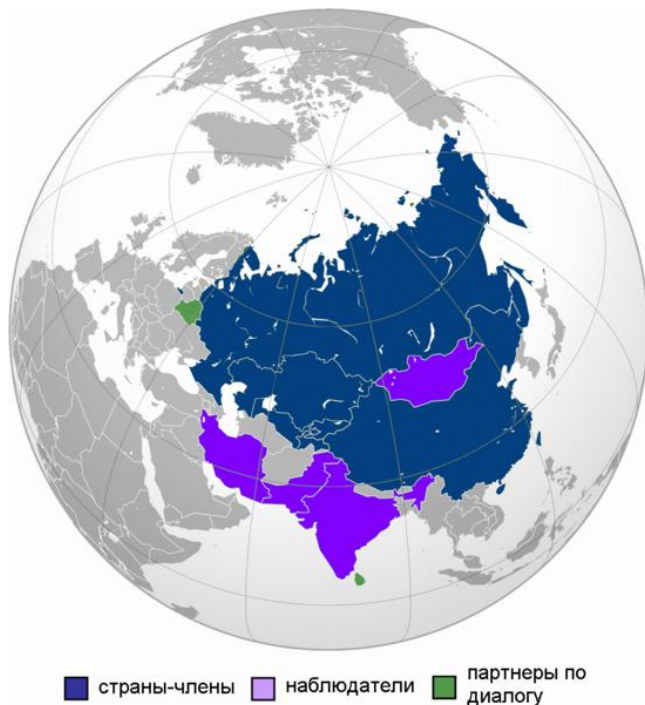 страны-члены
наблюдатели
партнеры по
диалогу